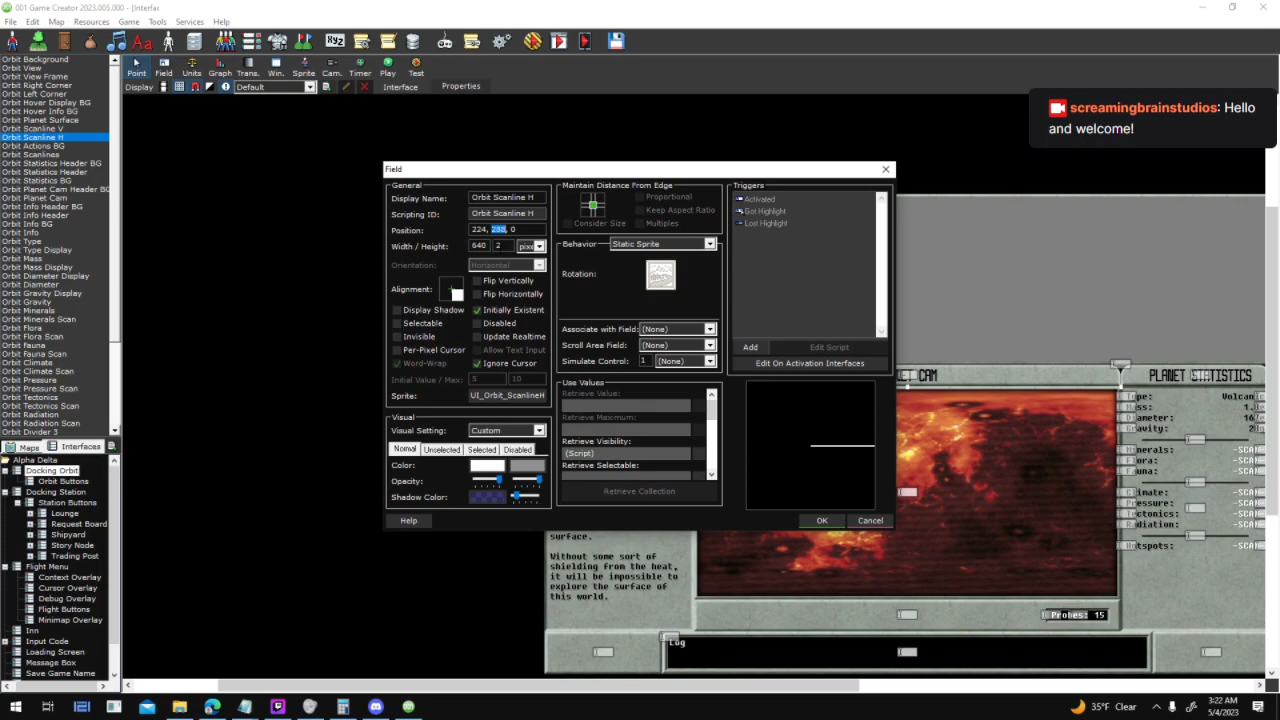 001 Game Creator 2023.005.000 - [Interfac
File Edit Map Resources Game Tools Services Help
Point Field Units Graph Trans. Win. Sprite Cam. Timer Play Test
Display Default Interface Properties
Orbit Background
Orbit View
Orbit View Frame
Orbit Right Corner
Orbit Left Corner
Orbit Hover Display BG
Orbit Hover Info BG
Orbit Planet Surface
Orbit Scanline V
Orbit Scanline H
Orbit Actions BG
Orbit Scanlines
Orbit Statistics Header BG
Orbit Statistics Header
Orbit Statistics BG
Orbit Planet Cam Header BG
Orbit Planet Cam
Orbit Info Header BG
Orbit Info Header
Orbit Info BG
Orbit Info
Orbit Type
Orbit Type Display
Orbit Mass
Orbit Mass Display
Orbit Diameter Display
Orbit Diameter
Orbit Gravity Display
Orbit Gravity
Orbit Minerals
Orbit Minerals Scan
Orbit Flora
Orbit Flora Scan
Orbit Fauna
Orbit Fauna Scan
Orbit Climate
Orbit Climate Scan
Orbit Pressure
Orbit Pressure Scan
Orbit Tectonics
Orbit Tectonics Scan
Orbit Radiation
Orbit Radiation Scan
Orbit Divider 3
Maps Interfaces
Alpha Delta
Docking Orbit
Orbit Buttons
Docking Station
Station Buttons
Lounge
Request Board
Shipyard
Story Node
Trading Post
Flight Menu
Context Overlay
Cursor Overlay
Debug Overlay
Flight Buttons
Minimap Overlay
Inn
Input Code
Loading Screen
Message Box
Save Game Name
screamingbrainstudios: Hello
and welcome!
Field
General
Display Name: Orbit Scanline H
Scripting ID: Orbit Scanline H
Position: 224, 288, 0
Width / Height: 640 2 pixe
Orientation: Horizontal
Alignment: Flip Vertically
Flip Horizontally
Display Shadow Initially Existent
Selectable Disabled
Invisible Update Realtime
Per-Pixel Cursor Allow Text Input
Word-Wrap Ignore Cursor
Initial Value / Max: 5 10
Sprite: UI_Orbit_ScanlineH
Visual
Visual Setting: Custom
Normal Unselected Selected Disabled
Color:
Opacity:
Shadow Color:
Help
Maintain Distance From Edge
Proportional
Keep Aspect Ratio
Consider Size Multiples
Behavior Static Sprite
Rotation:
Associate with Field: (None)
Scroll Area Field: (None)
Simulate Control: 1 (None)
Use Values
Retrieve Value:
Retrieve Maximum:
Retrieve Visibility:
(Script)
Retrieve Selectable:
Retrieve Collection
Triggers
Activated
Got Highlight
Lost Highlight
Add Edit Script
Edit On Activation Interfaces
OK Cancel
CAM
PLANET STATISTICS
Volcan
surface.
Without some sort of
shielding from the heat,
it will be impossible to
explore the surface of
this world.
Probes: 15
Log
3:22 AM
35°F Clear
5/4/2023